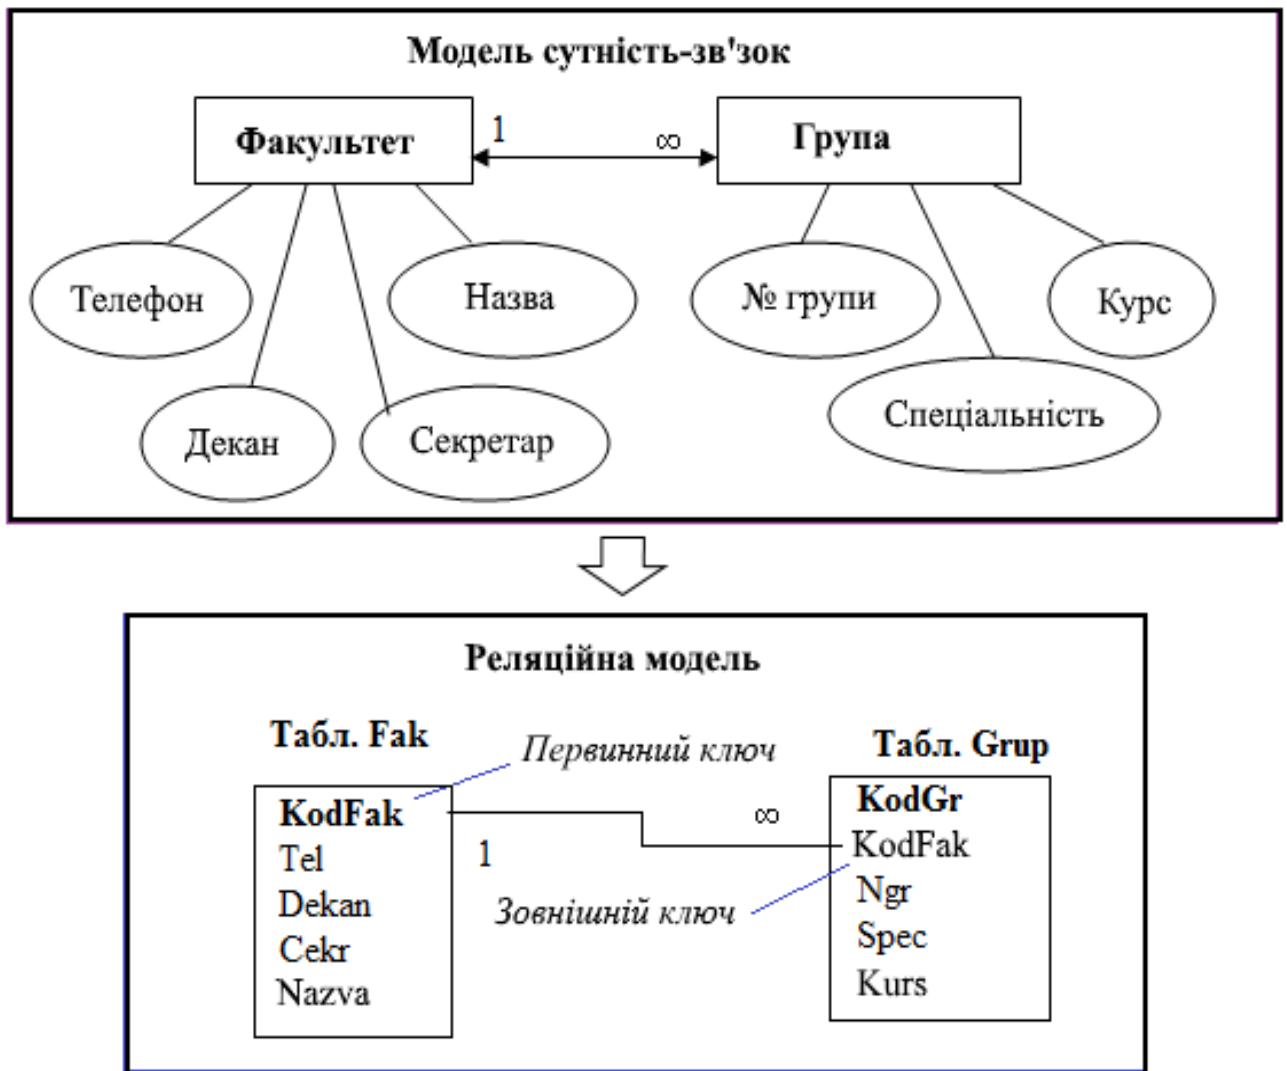 Модель сутність-зв'зок
Факультет
1
∞
Група
Телефон
Назва
№ групи
Курс
Декан
Секретар
Спеціальність
Реляційна модель
Табл. Fak
Первинний ключ
Табл. Grup
KodFak
Tel
Dekan
Cekr
Nazva
1
∞
Зовнішній ключ
KodGr
KodFak
Ngr
Spec
Kurs